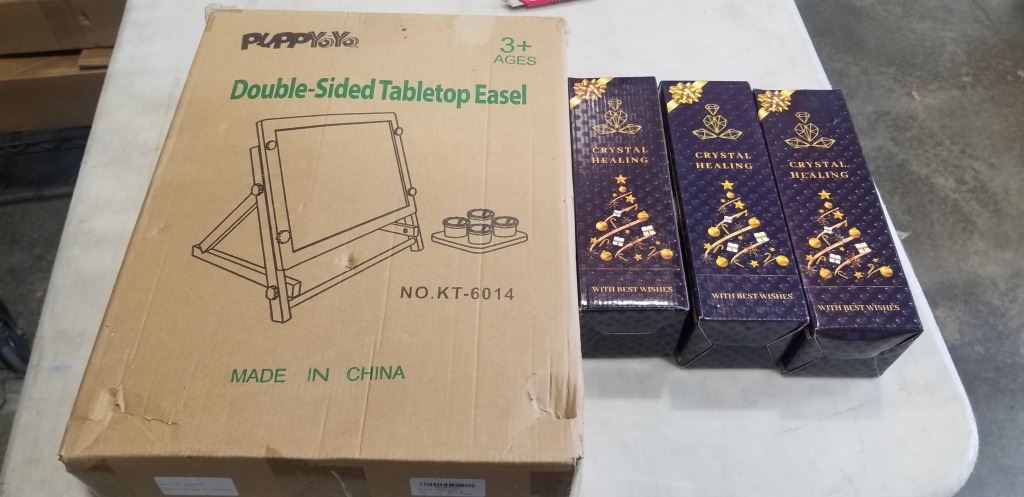 PUPPYOYO
3+
AGES
Double-Sided Tabletop Easel
NO.KT-6014
MADE IN CHINA
CRYSTAL
HEALING
WITH BEST WISHES
CRYSTAL
HEALING
WITH BEST WISHES
CRYSTAL
HEALING
WITH BEST WISHES